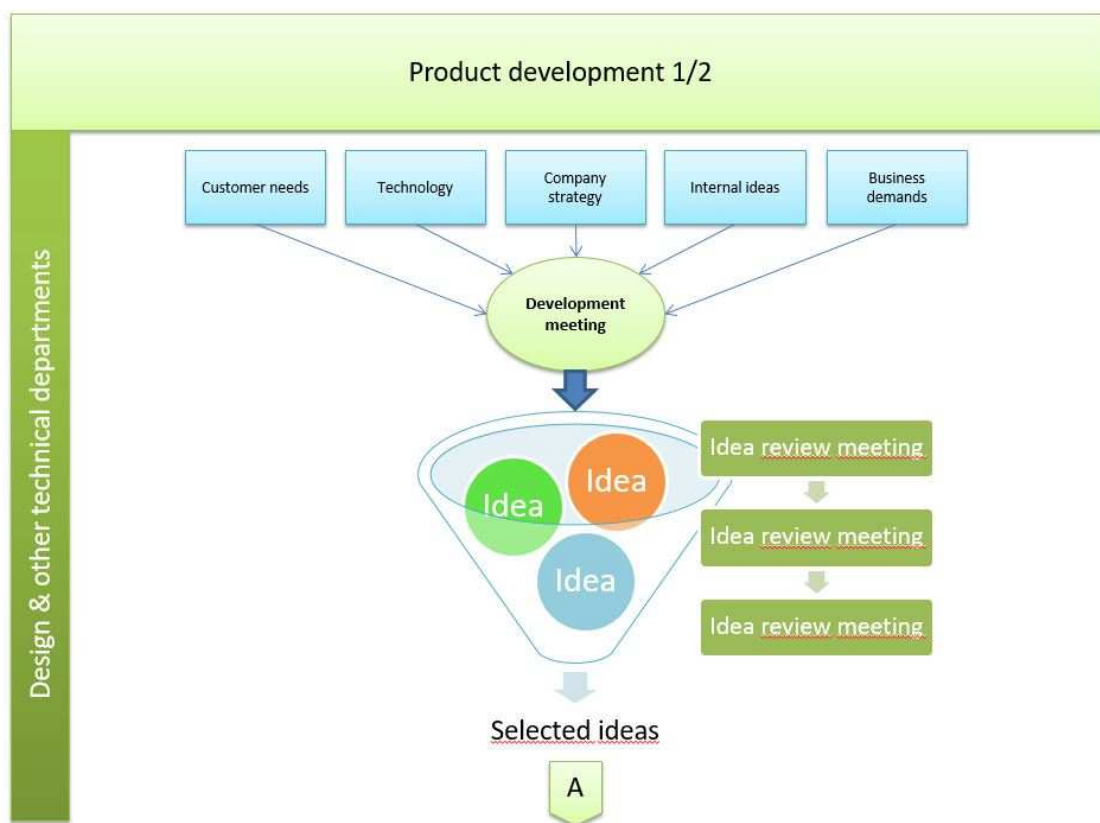 Product development 1/2
Design & other technical departments
Customer needs
Technology
Company
strategy
Internal ideas
Business
demands
Development
meeting
Idea
Idea
Idea
Idea review meeting
Idea review meeting
Idea review meeting
Selected ideas
A